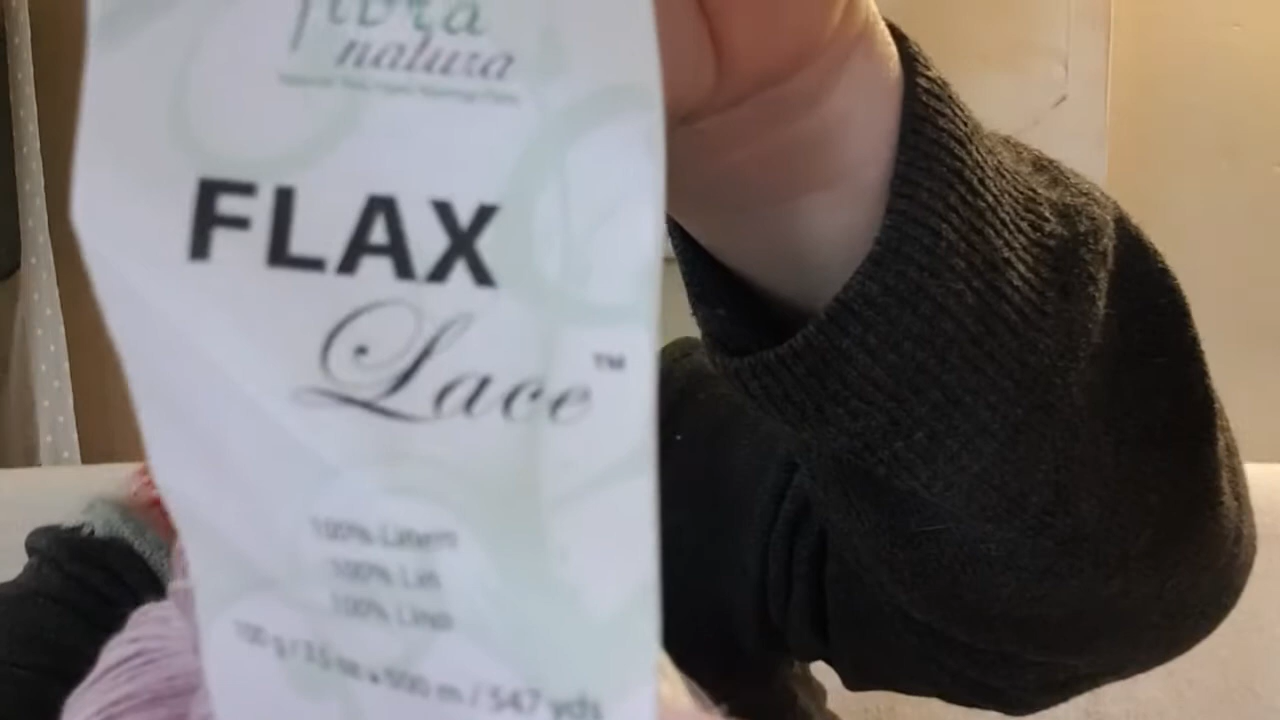 fibra
natura
FLAX
Lace™
100% Linen
100% Lin
100% Lino
100 g / 3.5 oz • 500 m / 547 yds